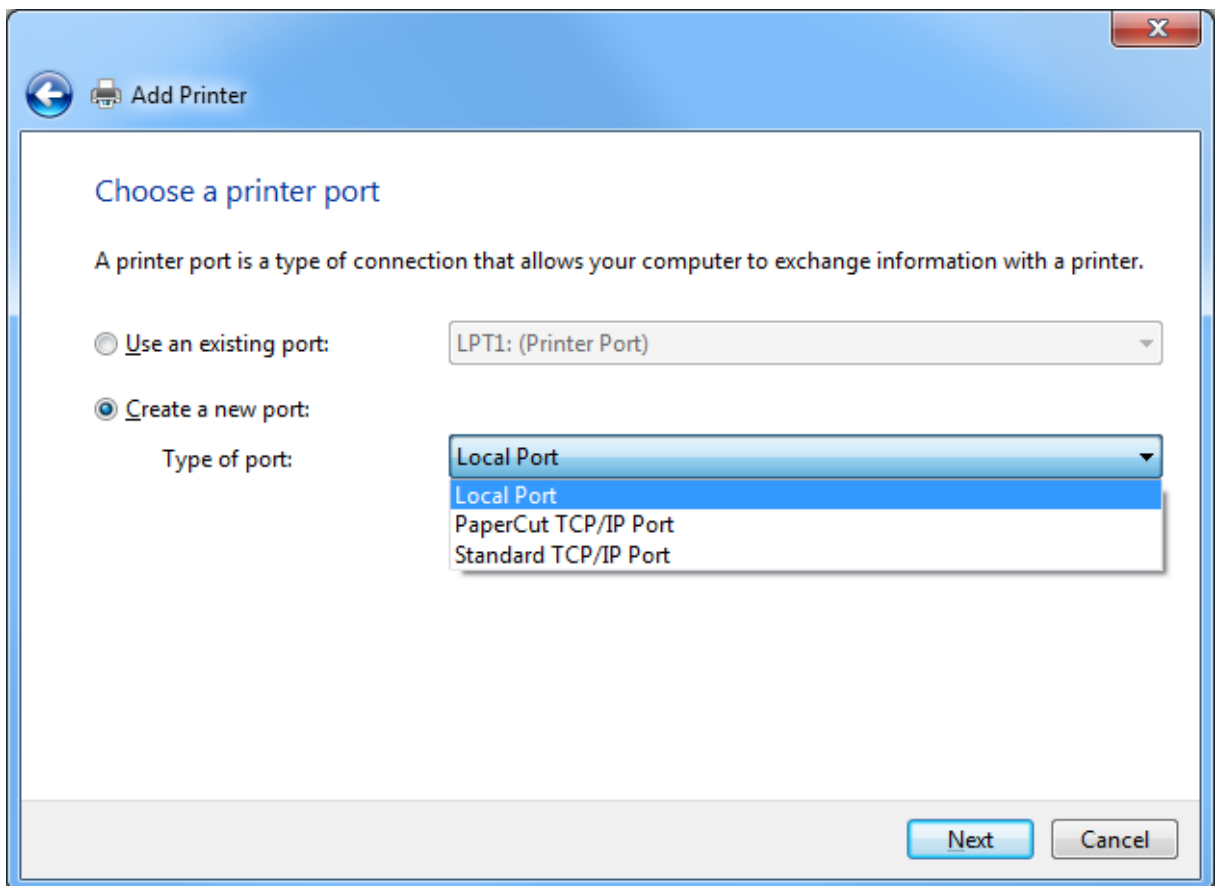 Add Printer
Choose a printer port
A printer port is a type of connection that allows your computer to exchange information with a printer.
Use an existing port: LPT1: (Printer Port)
Create a new port:
Type of port: Local Port
Local Port
PaperCut TCP/IP Port
Standard TCP/IP Port
Next Cancel